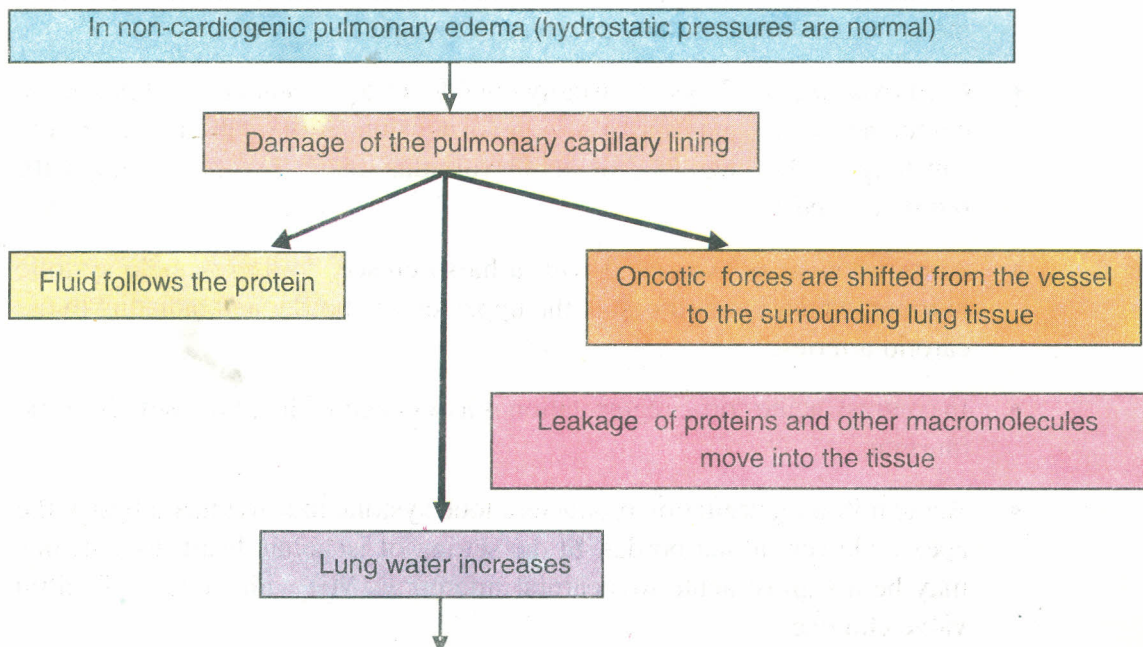 In non-cardiogenic pulmonary edema (hydrostatic pressures are normal)
Damage of the pulmonary capillary lining
Fluid follows the protein
Oncotic forces are shifted from the vessel
to the surrounding lung tissue
Leakage of proteins and other macromolecules
move into the tissue
Lung water increases